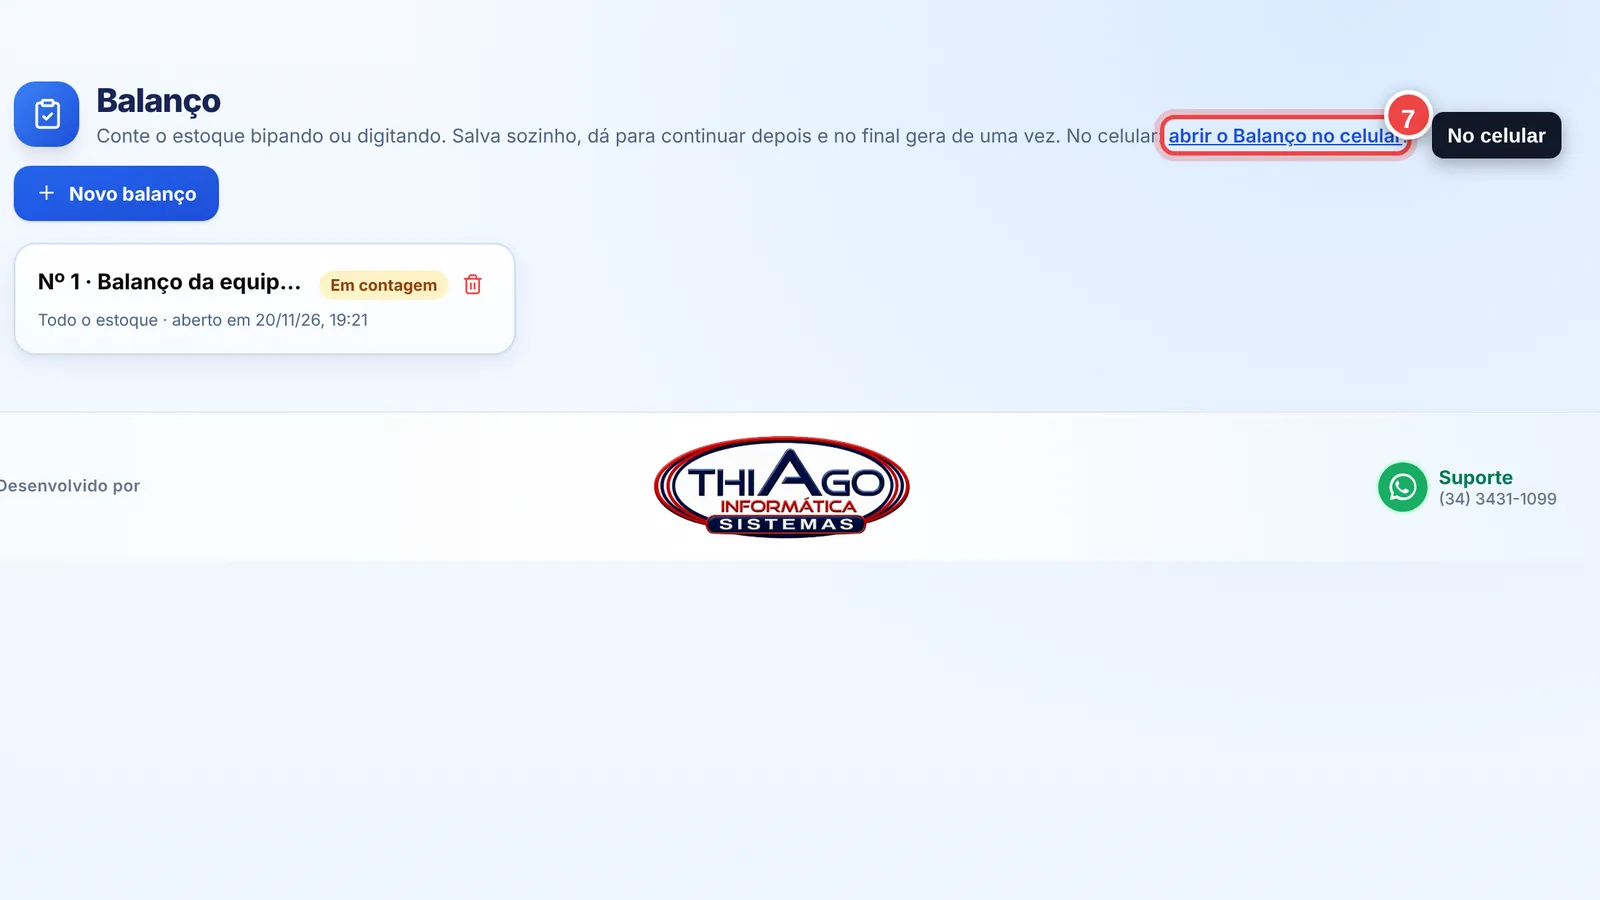 Balanço
Conte o estoque bipando ou digitando. Salva sozinho, dá para continuar depois e no final gera de uma vez. No celular: abrir o Balanço no celular.
7
No celular
Novo balanço
Nº 1 · Balanço da equip...
Em contagem
Todo o estoque · aberto em 20/11/26, 19:21
Desenvolvido por
THIAGO
INFORMÁTICA
SISTEMAS
Suporte
(34) 3431-1099